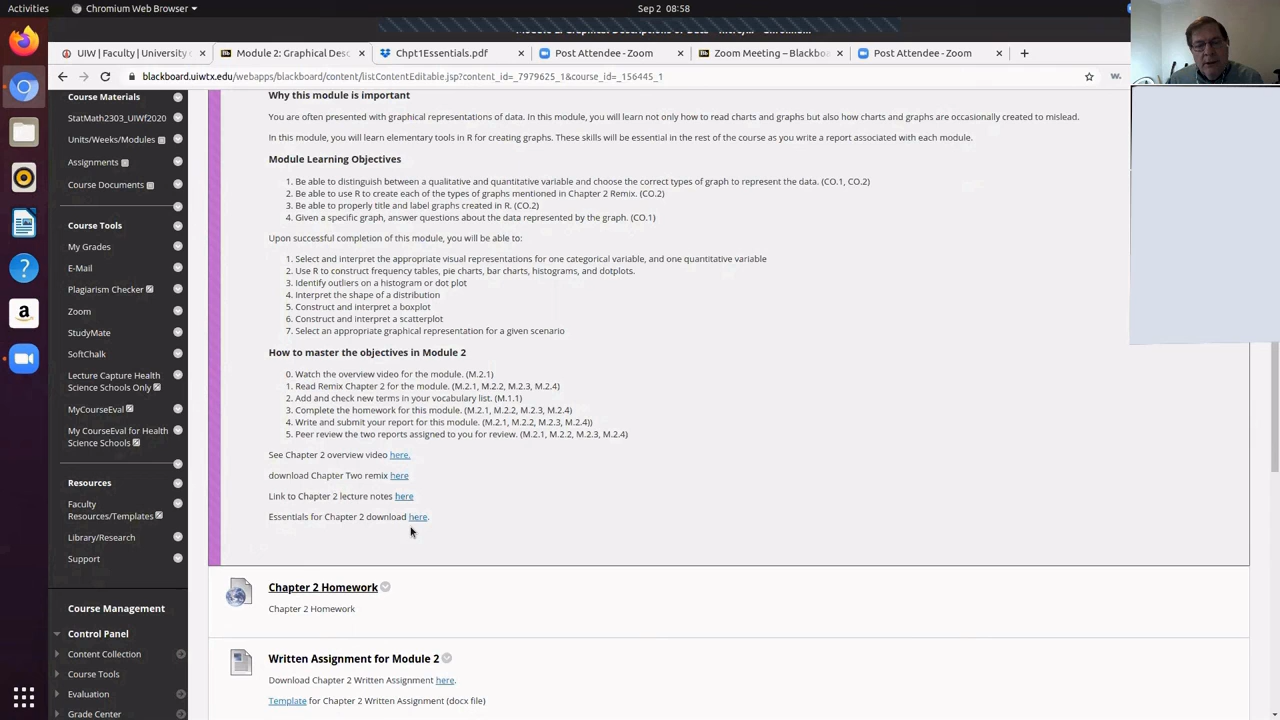 Activities
Chromium Web Browser
Sep 2 08:58
UIW | Faculty | University
Module 2: Graphical Desc
Chpt1Essentials.pdf
Post Attendee - Zoom
Zoom Meeting – Blackboa
Post Attendee - Zoom
blackboard.uiwtx.edu/webapps/blackboard/content/listContentEditable.jsp?content_id=_7979625_1&course_id=_156445_1
Course Materials
StatMath2303_UIWf2020
Units/Weeks/Modules
Assignments
Course Documents
Course Tools
My Grades
E-Mail
Plagiarism Checker
Zoom
StudyMate
SoftChalk
Lecture Capture Health
Science Schools Only
MyCourseEval
My CourseEval for Health
Science Schools
Resources
Faculty
Resources/Templates
Library/Research
Support
Course Management
Control Panel
Content Collection
Course Tools
Evaluation
Grade Center
Why this module is important
You are often presented with graphical representations of data. In this module, you will learn not only how to read charts and graphs but also how charts and graphs are occasionally created to mislead.
In this module, you will learn elementary tools in R for creating graphs. These skills will be essential in the rest of the course as you write a report associated with each module.
Module Learning Objectives
1. Be able to distinguish between a qualitative and quantitative variable and choose the correct types of graph to represent the data. (CO.1, CO.2)
2. Be able to use R to create each of the types of graphs mentioned in Chapter 2 Remix. (CO.2)
3. Be able to properly title and label graphs created in R. (CO.2)
4. Given a specific graph, answer questions about the data represented by the graph. (CO.1)
Upon successful completion of this module, you will be able to:
1. Select and interpret the appropriate visual representations for one categorical variable, and one quantitative variable
2. Use R to construct frequency tables, pie charts, bar charts, histograms, and dotplots.
3. Identify outliers on a histogram or dot plot
4. Interpret the shape of a distribution
5. Construct and interpret a boxplot
6. Construct and interpret a scatterplot
7. Select an appropriate graphical representation for a given scenario
How to master the objectives in Module 2
0. Watch the overview video for the module. (M.2.1)
1. Read Remix Chapter 2 for the module. (M.2.1, M.2.2, M.2.3, M.2.4)
2. Add and check new terms in your vocabulary list. (M.1.1)
3. Complete the homework for this module. (M.2.1, M.2.2, M.2.3, M.2.4)
4. Write and submit your report for this module. (M.2.1, M.2.2, M.2.3, M.2.4))
5. Peer review the two reports assigned to you for review. (M.2.1, M.2.2, M.2.3, M.2.4)
See Chapter 2 overview video here.
download Chapter Two remix here
Link to Chapter 2 lecture notes here
Essentials for Chapter 2 download here.
Chapter 2 Homework
Chapter 2 Homework
Written Assignment for Module 2
Download Chapter 2 Written Assignment here.
Template for Chapter 2 Written Assignment (docx file)